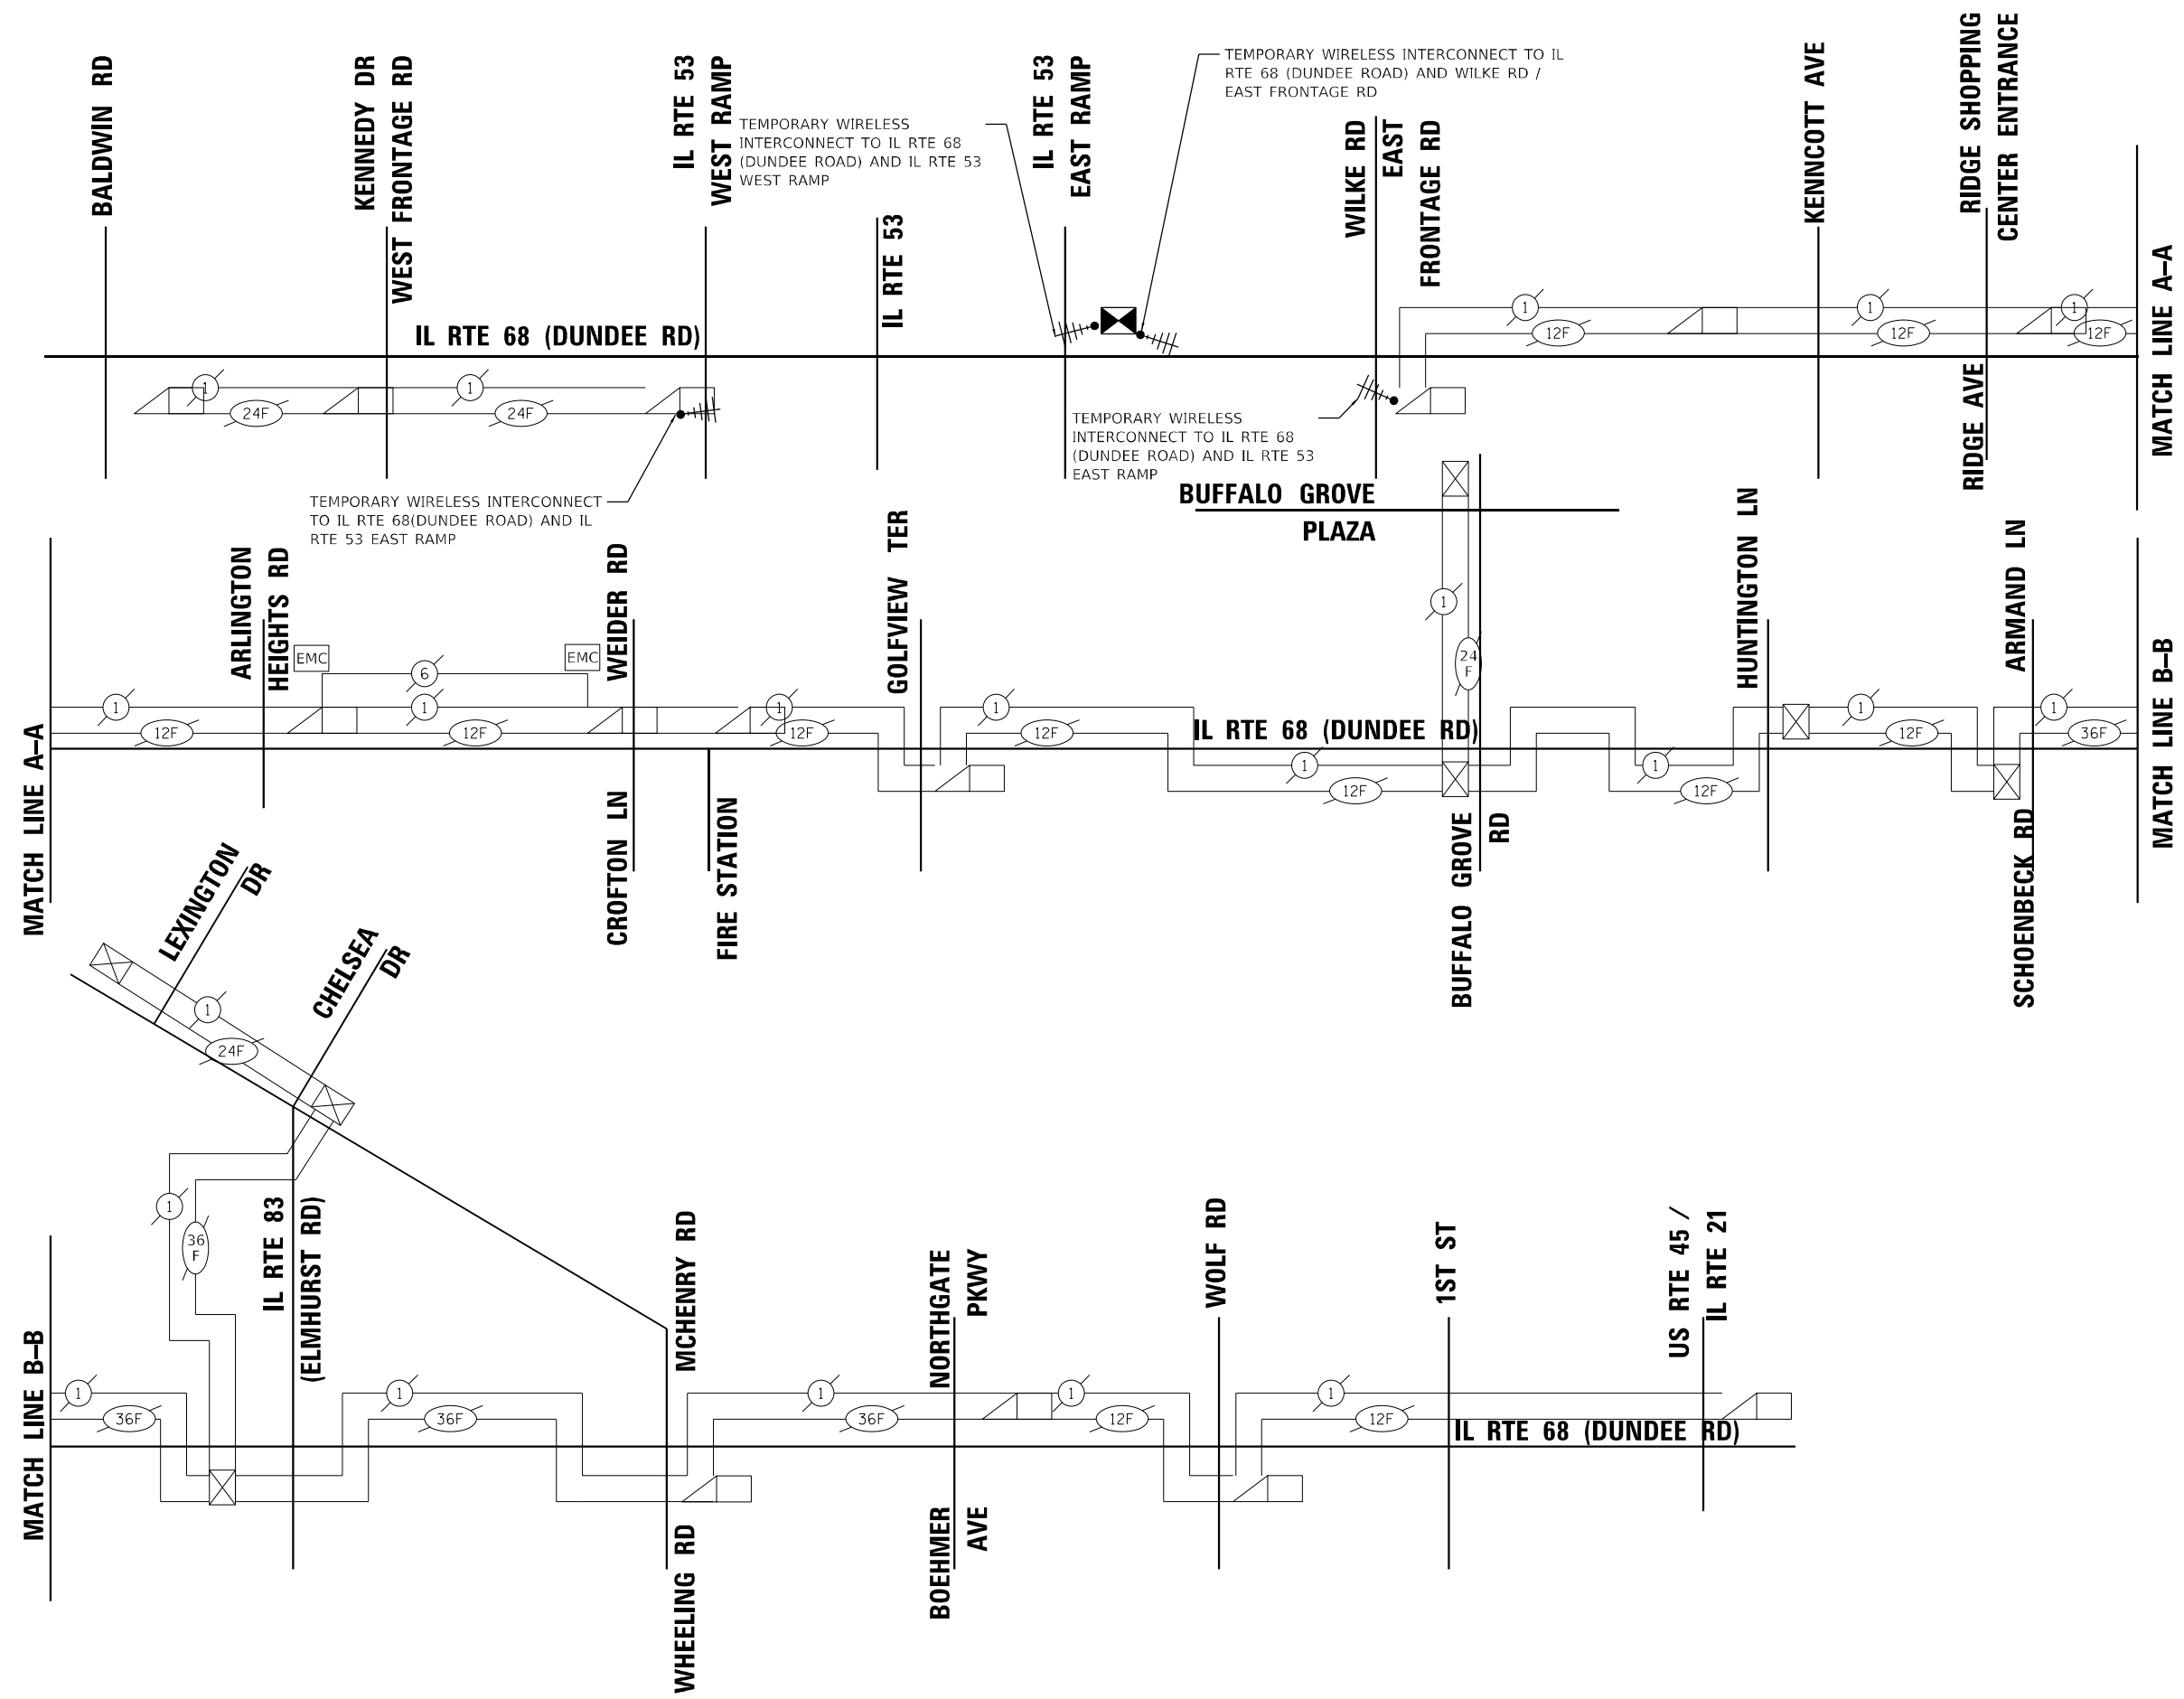 BALDWIN RD
KENNEDY DR
WEST FRONTAGE RD
IL RTE 53
WEST RAMP
TEMPORARY WIRELESS
INTERCONNECT TO IL RTE 68
(DUNDEE ROAD) AND IL RTE 53
WEST RAMP
IL RTE 53
IL RTE 53
EAST RAMP
TEMPORARY WIRELESS INTERCONNECT TO IL
RTE 68 (DUNDEE ROAD) AND WILKE RD /
EAST FRONTAGE RD
WILKE RD
EAST
FRONTAGE RD
KENNCOTT AVE
RIDGE SHOPPING
CENTER ENTRANCE
MATCH LINE A-A
IL RTE 68 (DUNDEE RD)
1
12F
1
12F
1
12F
1
24F
1
24F
RIDGE AVE
TEMPORARY WIRELESS
INTERCONNECT TO IL RTE 68
(DUNDEE ROAD) AND IL RTE 53
EAST RAMP
TEMPORARY WIRELESS INTERCONNECT
TO IL RTE 68(DUNDEE ROAD) AND IL
RTE 53 EAST RAMP
BUFFALO GROVE
PLAZA
MATCH LINE A-A
ARLINGTON
HEIGHTS RD
EMC
6
EMC
WEIDER RD
GOLFVIEW TER
1
24
F
HUNTINGTON LN
ARMAND LN
MATCH LINE B-B
1
12F
1
12F
1
12F
1
12F
IL RTE 68 (DUNDEE RD)
1
12F
1
12F
1
12F
1
36F
CROFTON LN
FIRE STATION
BUFFALO GROVE
RD
SCHOENBECK RD
LEXINGTON
DR
CHELSEA
DR
1
24F
1
36
F
IL RTE 83
(ELMHURST RD)
MCHENRY RD
NORTHGATE
PKWY
WOLF RD
1ST ST
US RTE 45 /
IL RTE 21
MATCH LINE B-B
1
36F
1
36F
1
36F
1
12F
1
12F
IL RTE 68 (DUNDEE RD)
WHEELING RD
BOEHMER
AVE